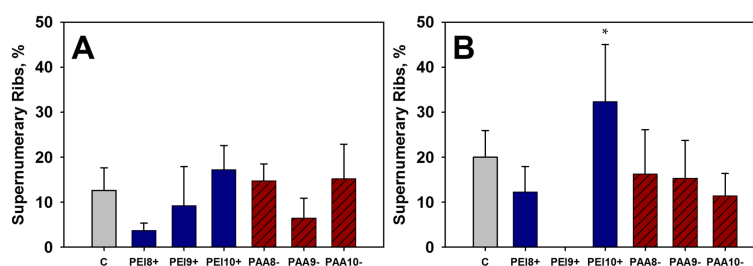 A
Supernumerary Ribs, %
50
40
30
20
10
0
C PEI8+ PEI9+ PEI10+ PAA8- PAA9- PAA10-
B
*
Supernumerary Ribs, %
50
40
30
20
10
0
C PEI8+ PEI9+ PEI10+ PAA8- PAA9- PAA10-